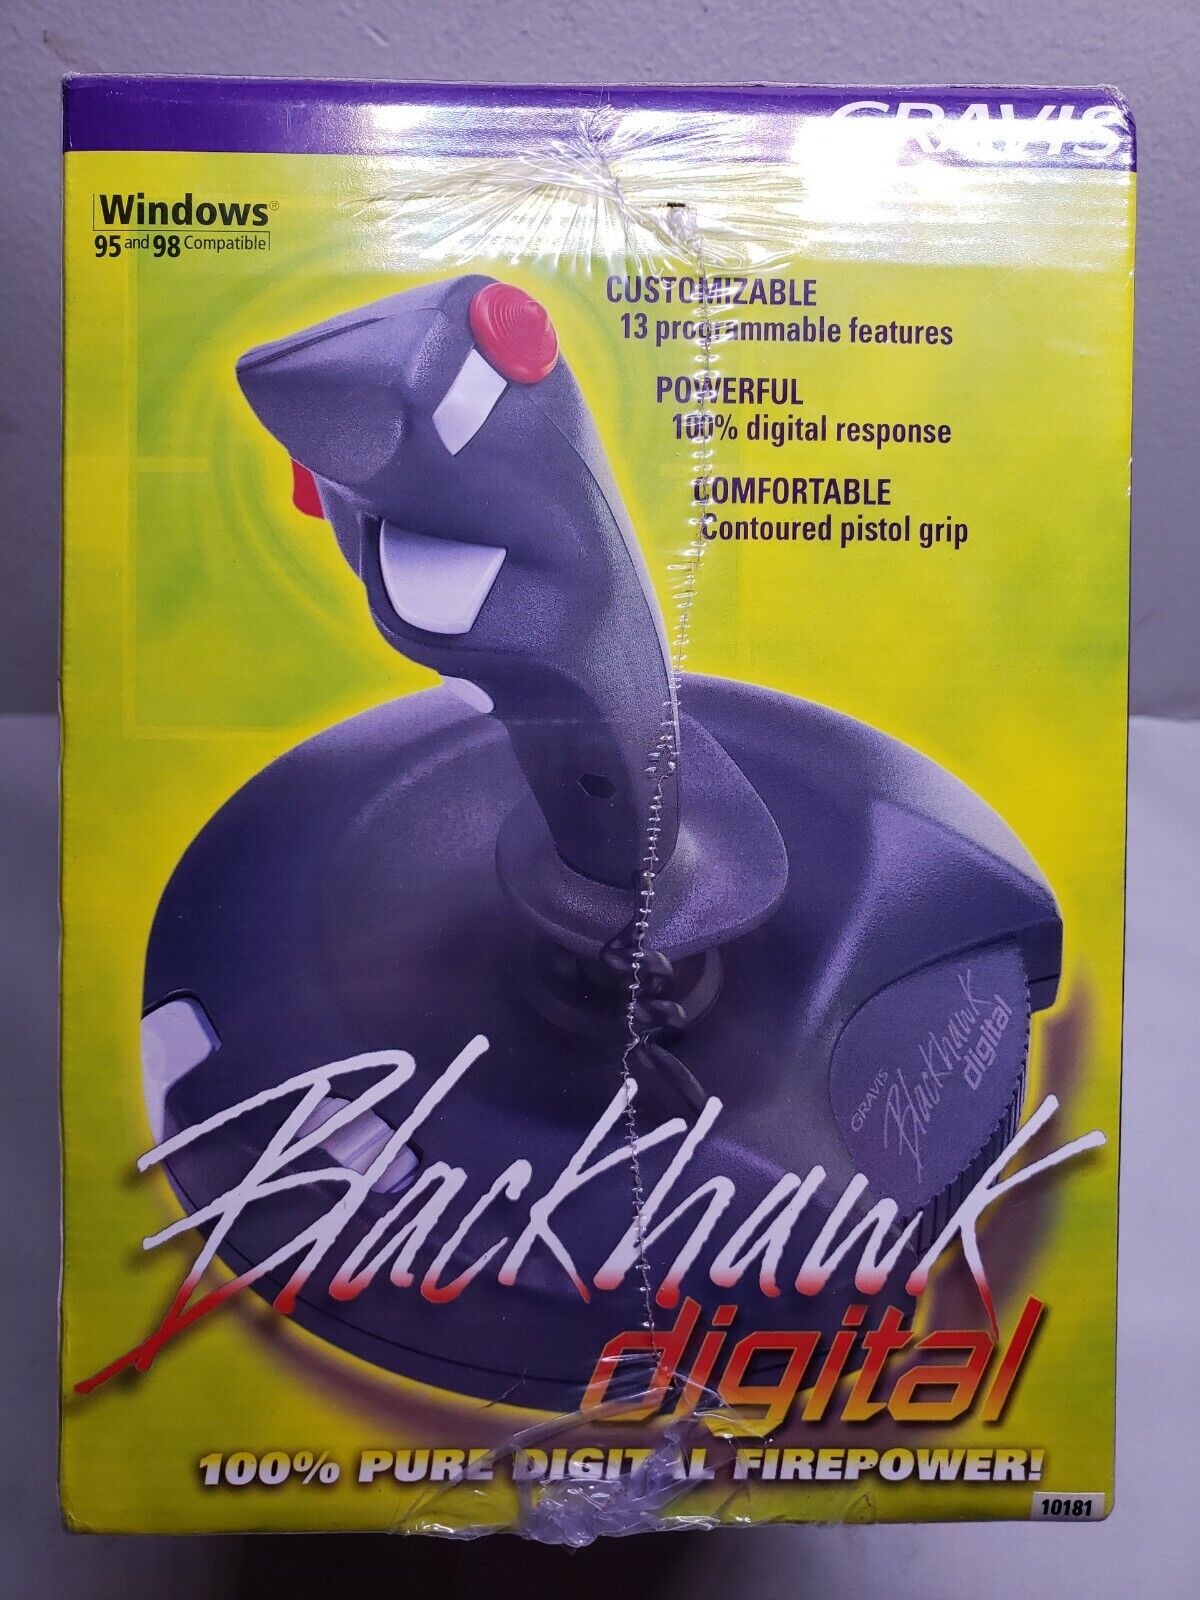 GRAVIS
Windows®
95 and 98 Compatible
CUSTOMIZABLE
13 programmable features
POWERFUL
100% digital response
COMFORTABLE
Contoured pistol grip
GRAVIS
Blackhawk
digital
Blackhawk
digital
100% PURE DIGITAL FIREPOWER!
10181